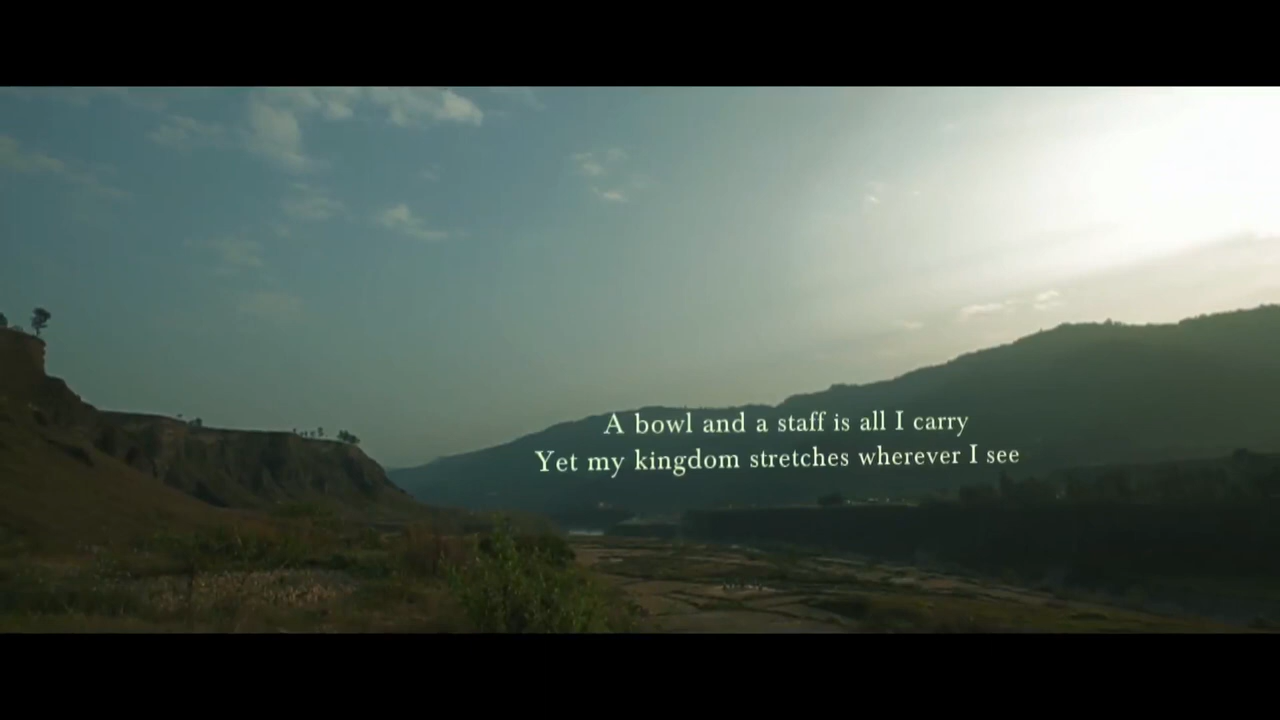 A bowl and a staff is all I carry
Yet my kingdom stretches wherever I see